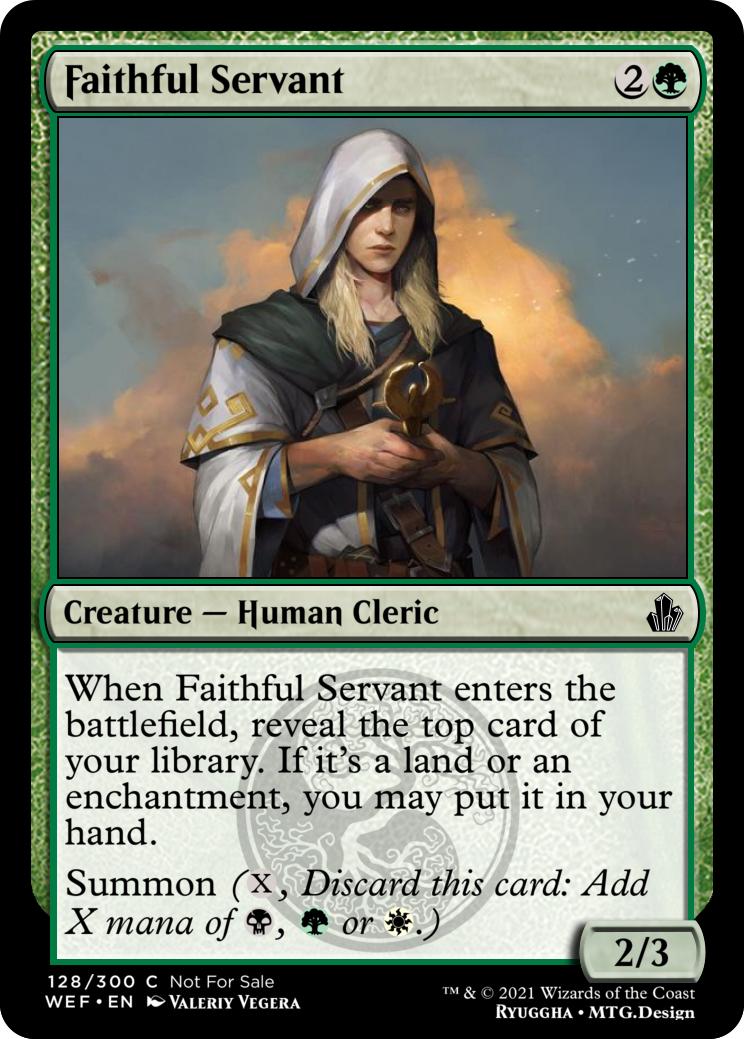 Faithful Servant 2
Creature — Human Cleric
When Faithful Servant enters the
battlefield, reveal the top card of
your library. If it's a land or an
enchantment, you may put it in your
hand.
Summon (X, Discard this card: Add
X mana of , or .)
2/3
128/300 C Not For Sale
WEF • EN Valeriy Vegera
™ & © 2021 Wizards of the Coast
Ryuggha • MTG.Design